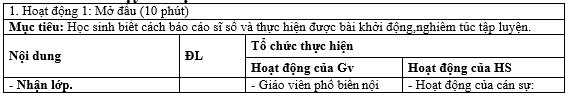 1. Hoạt động 1: Mở đầu (10 phút)
Mục tiêu: Học sinh biết cách báo cáo sĩ số và thực hiện được bài khởi động,nghiêm túc tập luyện.
Nội dung
ĐL
Tổ chức thực hiện
Hoạt động của Gv
Hoạt động của HS
- Nhận lớp.
- Giáo viên phổ biên nội
- Hoạt động của cán sự: